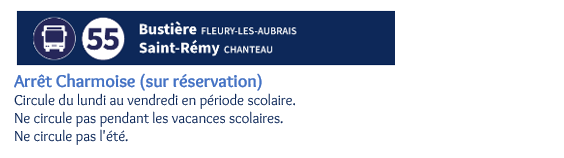 55
Bustière FLEURY-LES-AUBRAIS
Saint-Rémy CHANTEAU
Arrêt Charmoise (sur réservation)
Circule du lundi au vendredi en période scolaire.
Ne circule pas pendant les vacances scolaires.
Ne circule pas l'été.